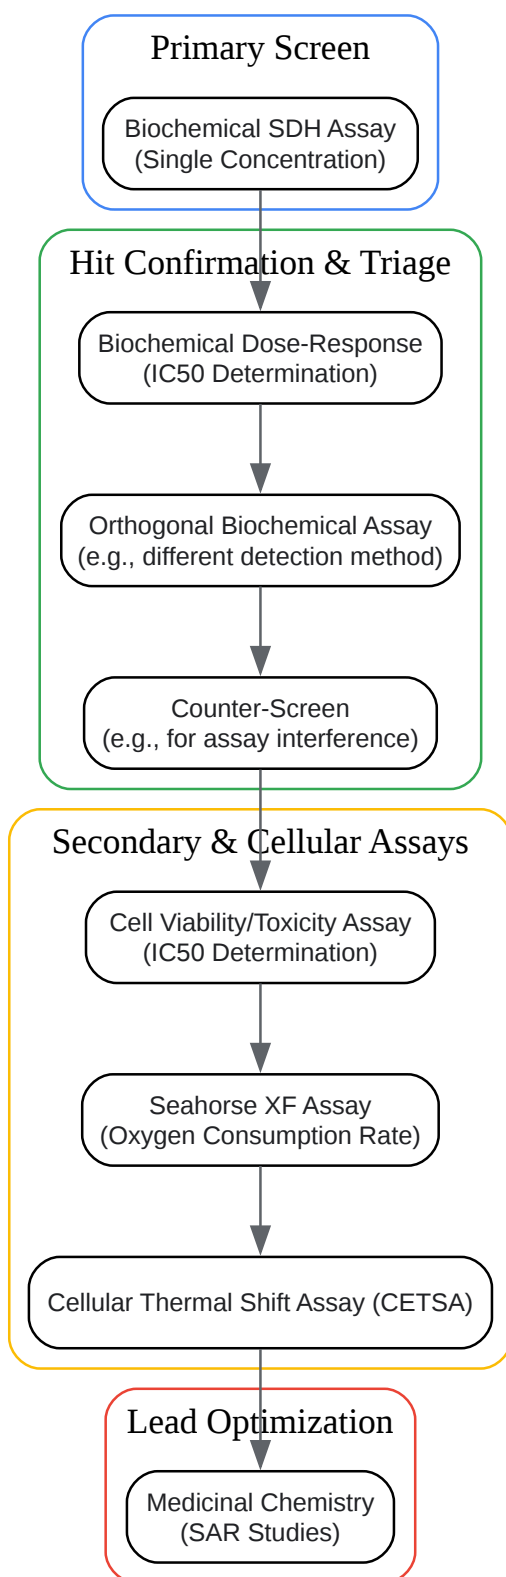 Primary Screen
Biochemical SDH Assay
(Single Concentration)
Hit Confirmation & Triage
Biochemical Dose-Response
(IC50 Determination)
Orthogonal Biochemical Assay
(e.g., different detection method)
Counter-Screen
(e.g., for assay interference)
Secondary & Cellular Assays
Cell Viability/Toxicity Assay
(IC50 Determination)
Seahorse XF Assay
(Oxygen Consumption Rate)
Cellular Thermal Shift Assay (CETSA)
Lead Optimization
Medicinal Chemistry
(SAR Studies)